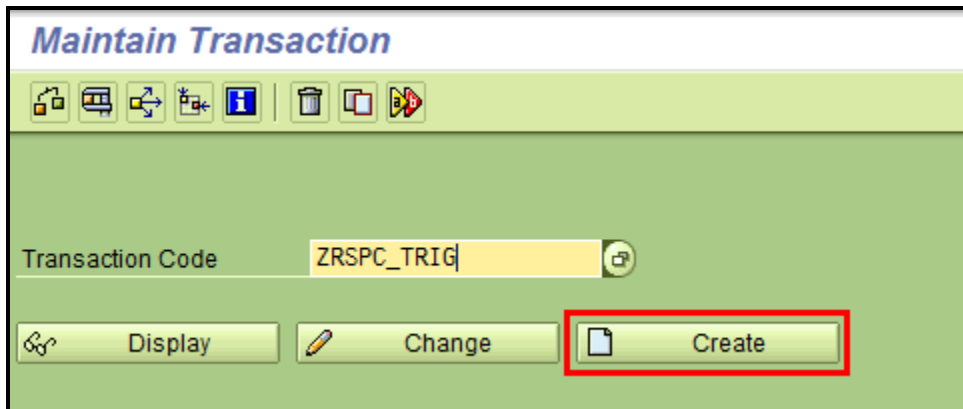 Maintain Transaction
Transaction Code ZRSPC_TRIG
Display Change Create